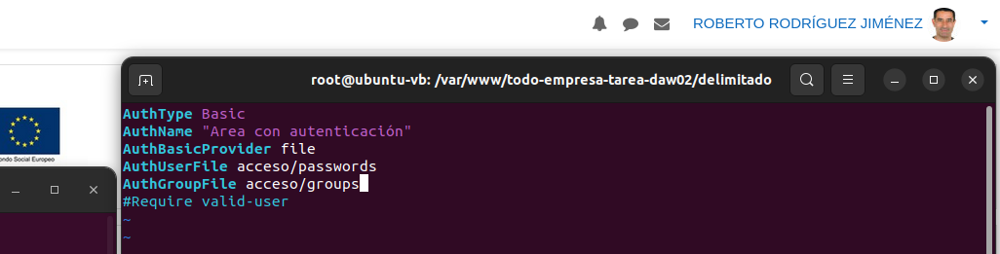 ROBERTO RODRÍGUEZ JIMÉNEZ
root@ubuntu-vb: /var/www/todo-empresa-tarea-daw02/delimitado
AuthType Basic
AuthName "Area con autenticación"
AuthBasicProvider file
AuthUserFile acceso/passwords
AuthGroupFile acceso/groups
#Require valid-user
~
~
ondo Social Europeo